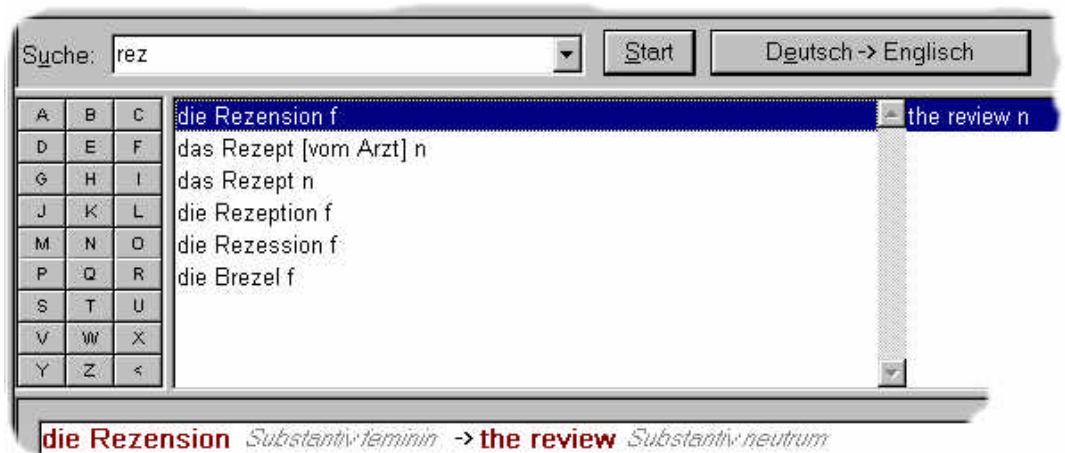 Suche: rez Start Deutsch -> Englisch
A B C die Rezension f the review n
D E F das Rezept [vom Arzt] n
G H I das Rezept n
J K L die Rezeption f
M N O die Rezession f
P Q R die Brezel f
S T U
V W X
Y Z <
die Rezension Substantiv feminin -> the review Substantiv neutrum